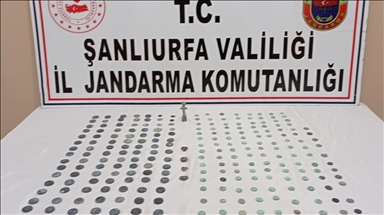 T.C.
ŞANLIURFA VALİLİĞİ
İL JANDARMA KOMUTANLIĞI